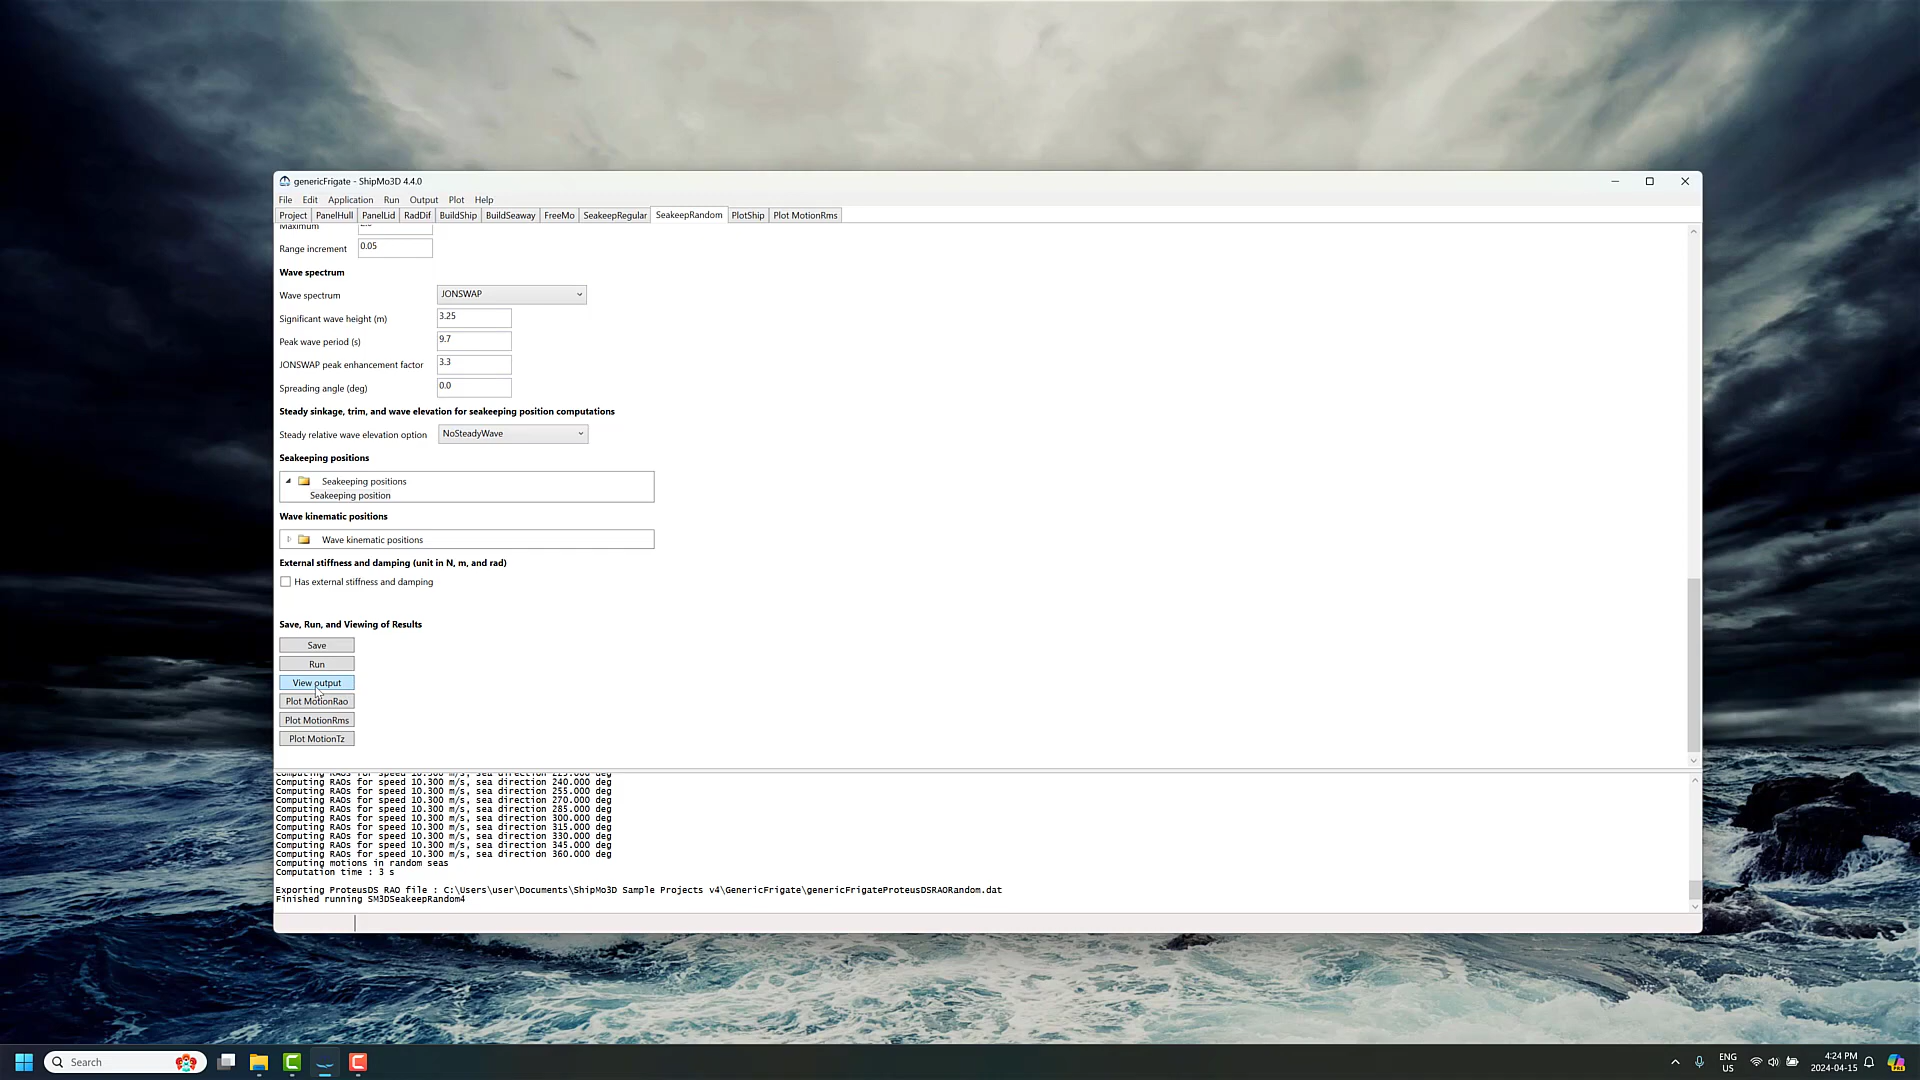 genericFrigate - ShipMo3D 4.4.0
File Edit Application Run Output Plot Help
Project PanelHull PanelLid RadDif BuildShip BuildSeaway FreeMo SeakeepRegular SeakeepRandom PlotShip Plot MotionRms
Maximum
Range increment 0.05
Wave spectrum
Wave spectrum JONSWAP
Significant wave height (m) 3.25
Peak wave period (s) 9.7
JONSWAP peak enhancement factor 3.3
Spreading angle (deg) 0.0
Steady sinkage, trim, and wave elevation for seakeeping position computations
Steady relative wave elevation option NoSteadyWave
Seakeeping positions
Seakeeping positions
Seakeeping position
Wave kinematic positions
Wave kinematic positions
External stiffness and damping (unit in N, m, and rad)
Has external stiffness and damping
Save, Run, and Viewing of Results
Save
Run
View output
Plot MotionRao
Plot MotionRms
Plot MotionTz
Computing RAOs for speed 10.300 m/s, sea direction 225.000 deg
Computing RAOs for speed 10.300 m/s, sea direction 240.000 deg
Computing RAOs for speed 10.300 m/s, sea direction 255.000 deg
Computing RAOs for speed 10.300 m/s, sea direction 270.000 deg
Computing RAOs for speed 10.300 m/s, sea direction 285.000 deg
Computing RAOs for speed 10.300 m/s, sea direction 300.000 deg
Computing RAOs for speed 10.300 m/s, sea direction 315.000 deg
Computing RAOs for speed 10.300 m/s, sea direction 330.000 deg
Computing RAOs for speed 10.300 m/s, sea direction 345.000 deg
Computing RAOs for speed 10.300 m/s, sea direction 360.000 deg
Computing motions in random seas
Computation time : 3 s
Exporting ProteusDS RAO file : C:\Users\user\Documents\ShipMo3D Sample Projects v4\GenericFrigate\genericFrigateProteusDSRAORandom.dat
Finished running SM3DSeakeepRandom4
Search
ENG
US
4:24 PM
2024-04-15